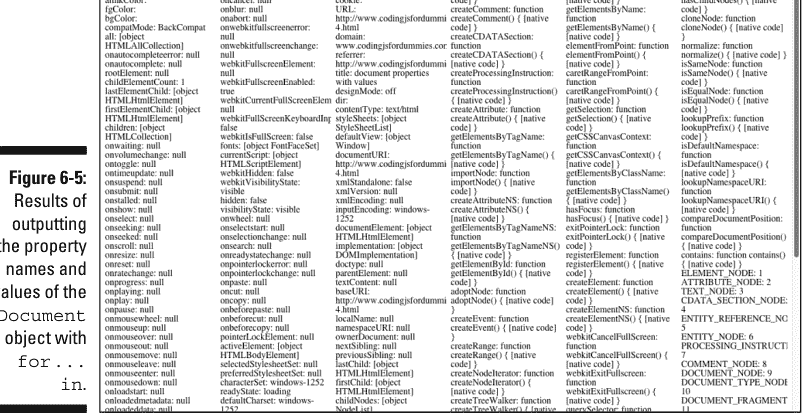 Figure 6-5:
Results of
outputting
the property
names and
alues of the
Document
object with
for...
in.
fgColor:
bgColor:
compatMode: BackCompat
all: [object
HTMLAllCollection]
onautocompleteerror: null
onautocomplete: null
rootElement: null
childElementCount: 1
lastElementChild: [object
HTMLHtmlElement]
firstElementChild: [object
HTMLHtmlElement]
children: [object
HTMLCollection]
onwaiting: null
onvolumechange: null
ontoggle: null
ontimeupdate: null
onsuspend: null
onsubmit: null
onstalled: null
onshow: null
onselect: null
onseeking: null
onseeked: null
onscroll: null
onresize: null
onreset: null
onratechange: null
onprogress: null
onplaying: null
onplay: null
onpause: null
onmousewheel: null
onmouseup: null
onmouseover: null
onmouseout: null
onmousemove: null
onmouseleave: null
onmouseenter: null
onmousedown: null
onloadstart: null
onloadedmetadata: null
onloadeddata: null
oncancel: null
onblur: null
onabort: null
onwebkitfullscreenerror:
null
onwebkitfullscreenchange:
null
webkitFullscreenElement:
null
webkitFullscreenEnabled:
true
webkitCurrentFullScreenElem
null
webkitFullScreenKeyboardInp
false
webkitIsFullScreen: false
fonts: [object FontFaceSet]
currentScript: [object
HTMLScriptElement]
webkitHidden: false
webkitVisibilityState:
visible
hidden: false
visibilityState: visible
onwheel: null
onselectstart: null
onselectionchange: null
onsearch: null
onreadystatechange: null
onpointerlockerror: null
onpointerlockchange: null
onpaste: null
oncut: null
oncopy: null
onbeforepaste: null
onbeforecut: null
onbeforecopy: null
pointerLockElement: null
activeElement: [object
HTMLBodyElement]
selectedStylesheetSet: null
preferredStylesheetSet: null
characterSet: windows-1252
readyState: loading
defaultCharset: windows-
1252
cookie:
URL:
http://www.codingjsfordummi
4.html
domain:
www.codingjsfordummies.cor
referrer:
http://www.codingjsfordummi
title: document properties
with values
designMode: off
dir:
contentType: text/html
styleSheets: [object
StyleSheetList]
defaultView: [object
Window]
documentURI:
http://www.codingjsfordummi
4.html
xmlStandalone: false
xmlVersion: null
xmlEncoding: null
inputEncoding: windows-
1252
documentElement: [object
HTMLHtmlElement]
implementation: [object
DOMImplementation]
doctype: null
parentElement: null
textContent: null
baseURI:
http://www.codingjsfordummi
4.html
localName: null
namespaceURI: null
ownerDocument: null
nextSibling: null
previousSibling: null
lastChild: [object
HTMLHtmlElement]
firstChild: [object
HTMLHtmlElement]
childNodes: [object
NodeList]
code] }
createComment: function
createComment() { [native
code] }
createCDATASection:
function
createCDATASection() {
[native code] }
createProcessingInstruction:
function
createProcessingInstruction()
{ [native code] }
createAttribute: function
createAttribute() { [native
code] }
getElementsByTagName:
function
getElementsByTagName() {
[native code] }
importNode: function
importNode() { [native
code] }
createAttributeNS: function
createAttributeNS() {
[native code] }
getElementsByTagNameNS:
function
getElementsByTagNameNS()
{ [native code] }
getElementById: function
getElementById() { [native
code] }
adoptNode: function
adoptNode() { [native code]
}
createEvent: function
createEvent() { [native
code] }
createRange: function
createRange() { [native
code] }
createNodeIterator: function
createNodeIterator() {
[native code] }
createTreeWalker: function
createTreeWalker() { [native
code] }
getElementsByName:
function
getElementsByName() {
[native code] }
elementFromPoint: function
elementFromPoint() {
[native code] }
caretRangeFromPoint:
function
caretRangeFromPoint() {
[native code] }
getSelection: function
getSelection() { [native
code] }
getCSSCanvasContext:
function
getCSSCanvasContext() {
[native code] }
getElementsByClassName:
function
getElementsByClassName()
{ [native code] }
hasFocus: function
hasFocus() { [native code] }
exitPointerLock: function
exitPointerLock() { [native
code] }
registerElement: function
registerElement() { [native
code] }
createElement: function
createElement() { [native
code] }
createElementNS: function
createElementNS() { [native
code] }
webkitCancelFullScreen:
function
webkitCancelFullScreen() {
[native code] }
webkitExitFullscreen:
function
webkitExitFullscreen() {
[native code] }
querySelector: function
code] }
cloneNode: function
cloneNode() { [native code]
}
normalize: function
normalize() { [native code] }
isSameNode: function
isSameNode() { [native
code] }
isEqualNode: function
isEqualNode() { [native
code] }
lookupPrefix: function
lookupPrefix() { [native
code] }
isDefaultNamespace:
function
isDefaultNamespace() {
[native code] }
lookupNamespaceURI:
function
lookupNamespaceURI() {
[native code] }
compareDocumentPosition:
function
compareDocumentPosition()
{ [native code] }
contains: function contains()
{ [native code] }
ELEMENT_NODE: 1
ATTRIBUTE_NODE: 2
TEXT_NODE: 3
CDATA_SECTION_NODE:
4
ENTITY_REFERENCE_NC
5
ENTITY_NODE: 6
PROCESSING_INSTRUCTI
7
COMMENT_NODE: 8
DOCUMENT_NODE: 9
DOCUMENT_TYPE_NODI
10
DOCUMENT_FRAGMENT
11